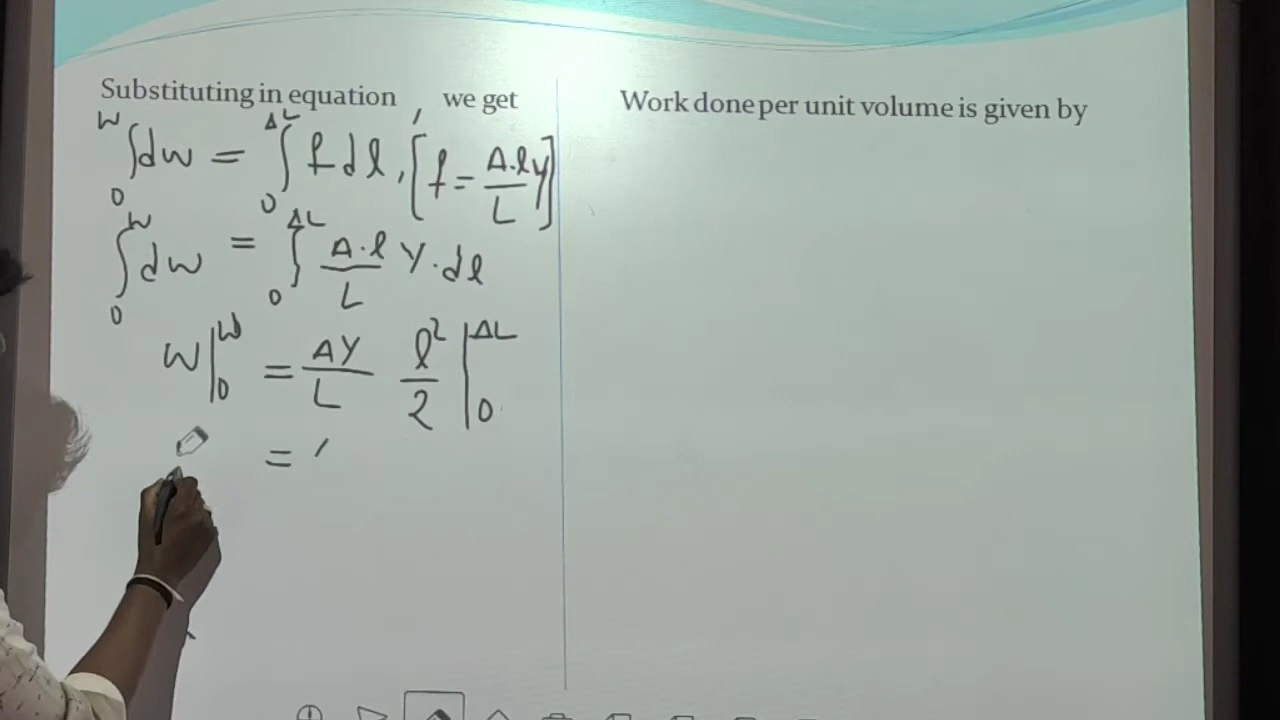 Substituting in equation , we get
∫₀ᵂ dw = ∫₀^ΔL f dl , [f = A.lY/L]
∫₀ᵂ dw = ∫₀^ΔL A·l/L Y·dl
W|₀ᵂ = AY/L l²/2 |₀^ΔL
=
Work done per unit volume is given by